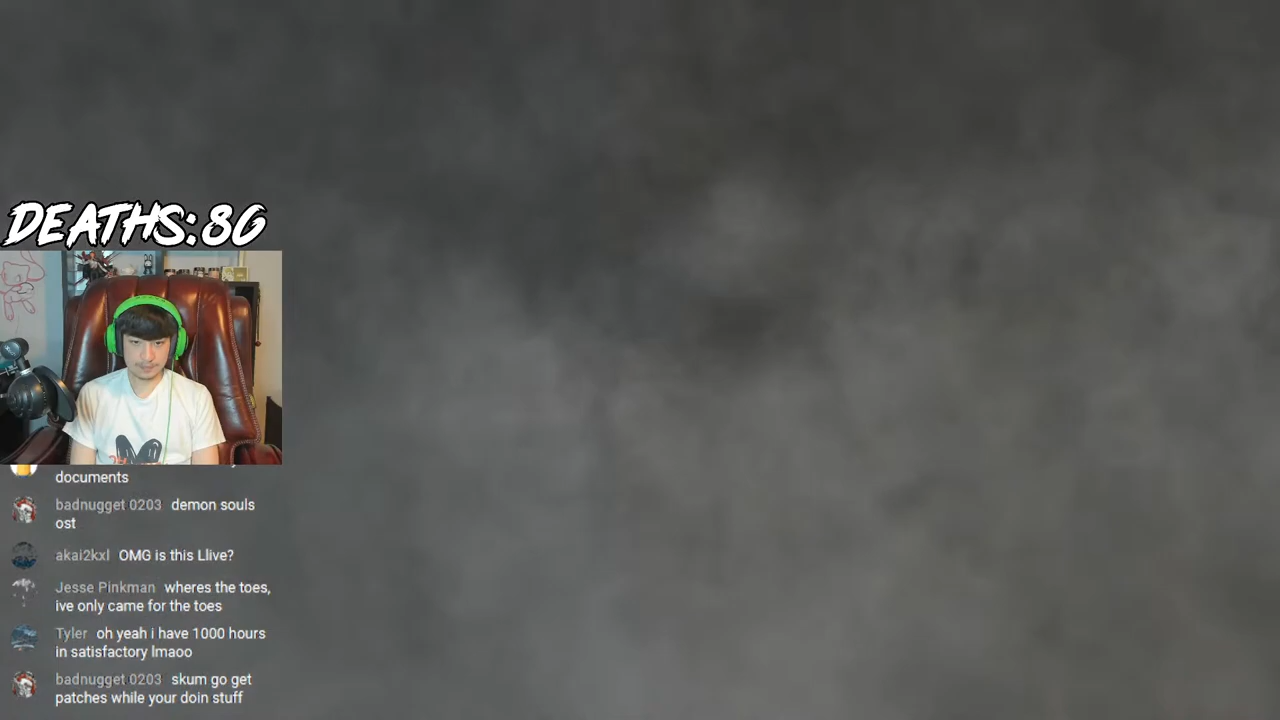 DEATHS:86
documents
badnugget 0203 demon souls
ost
akai2kxl OMG is this Llive?
Jesse Pinkman wheres the toes,
ive only came for the toes
Tyler oh yeah i have 1000 hours
in satisfactory lmaoo
badnugget 0203 skum go get
patches while your doin stuff